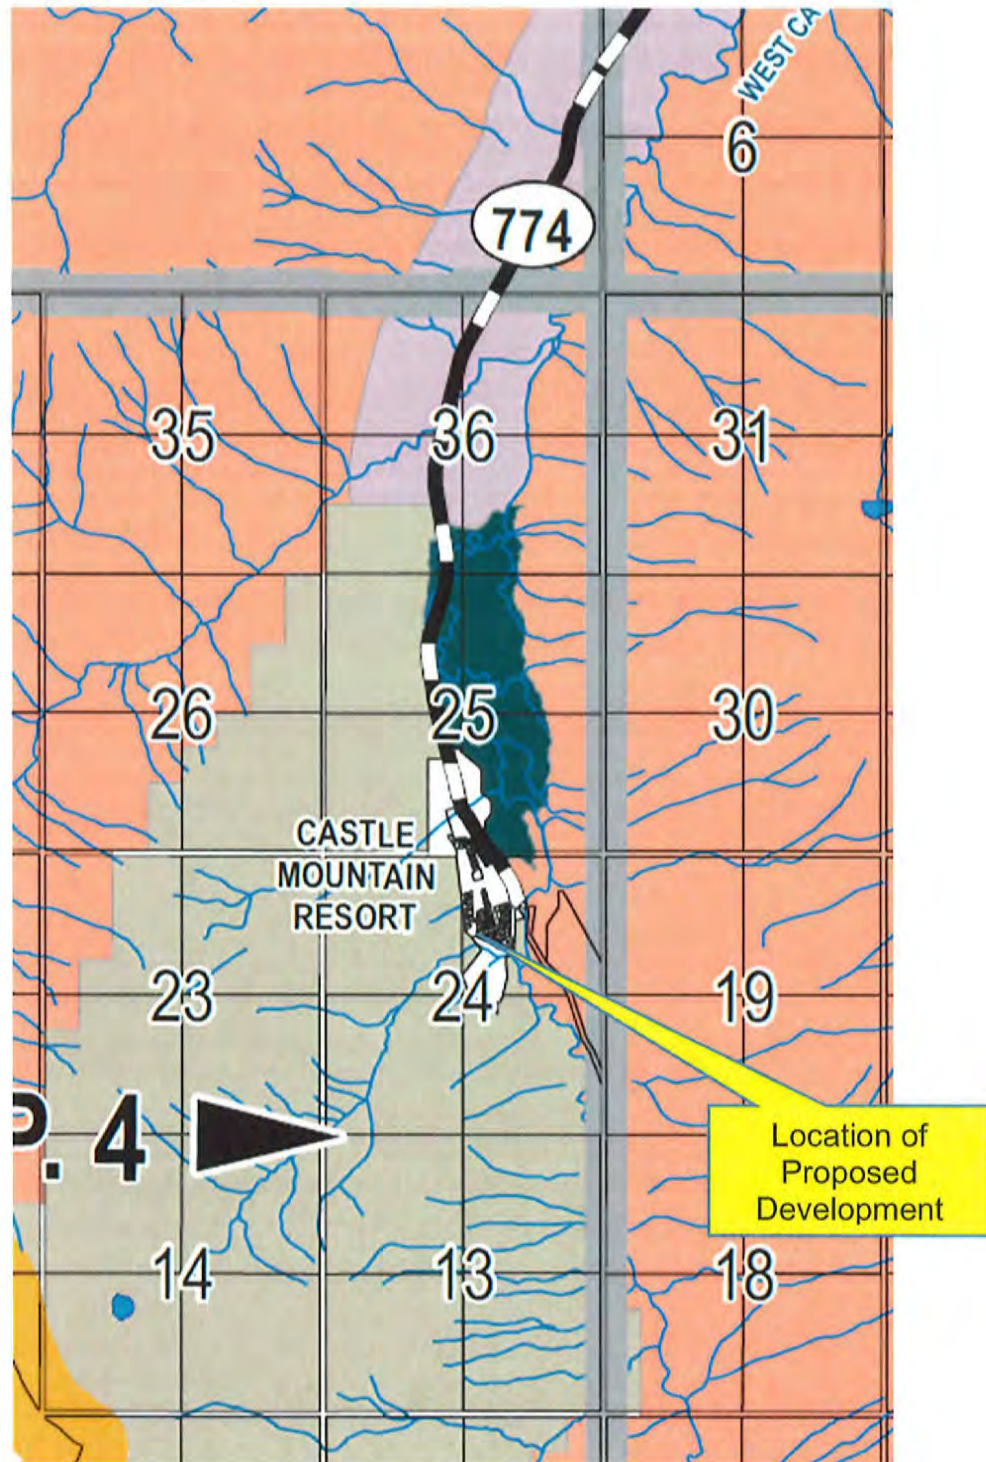 WEST CA
6
774
35
36
31
26
25
30
CASTLE
MOUNTAIN
RESORT
23
24
19
P. 4
Location of
Proposed
Development
14
13
18